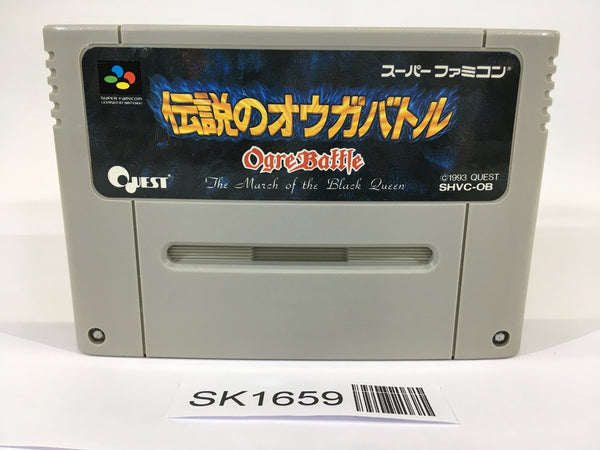 スーパーファミコン®
SUPER FAMICOM
LICENSED BY NINTENDO
伝説のオウガバトル
Ogre Battle
The March of the Black Queen
QUEST
©1993 QUEST
SHVC-OB
SK1659